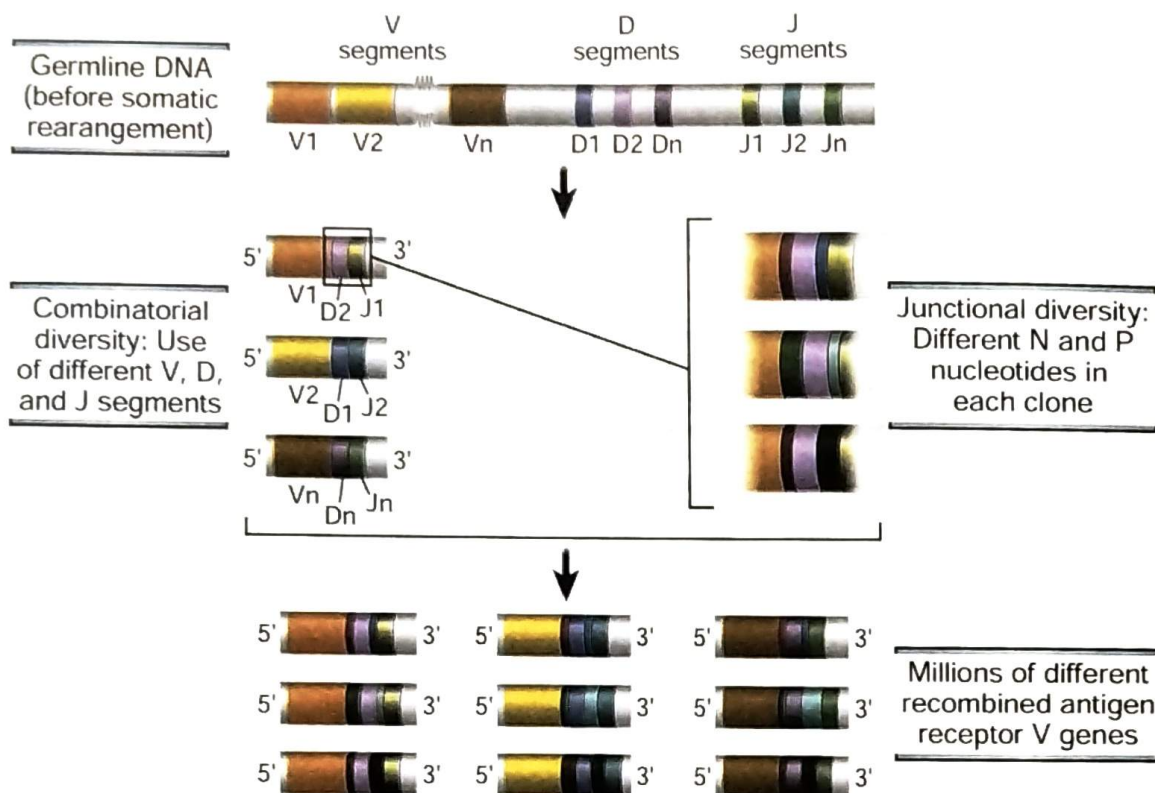 V
segments
D
segments
J
segments
Germline DNA
(before somatic
rearangement)
V1 V2 Vn D1 D2 Dn J1 J2 Jn
5' 3'
V1 D2 J1
Combinatorial
diversity: Use
of different V, D,
and J segments
5' 3'
V2 D1 J2
5' 3'
Vn Dn Jn
Junctional diversity:
Different N and P
nucleotides in
each clone
5' 3' 5' 3' 5' 3'
5' 3' 5' 3' 5' 3'
5' 3' 5' 3' 5' 3'
Millions of different
recombined antigen
receptor V genes